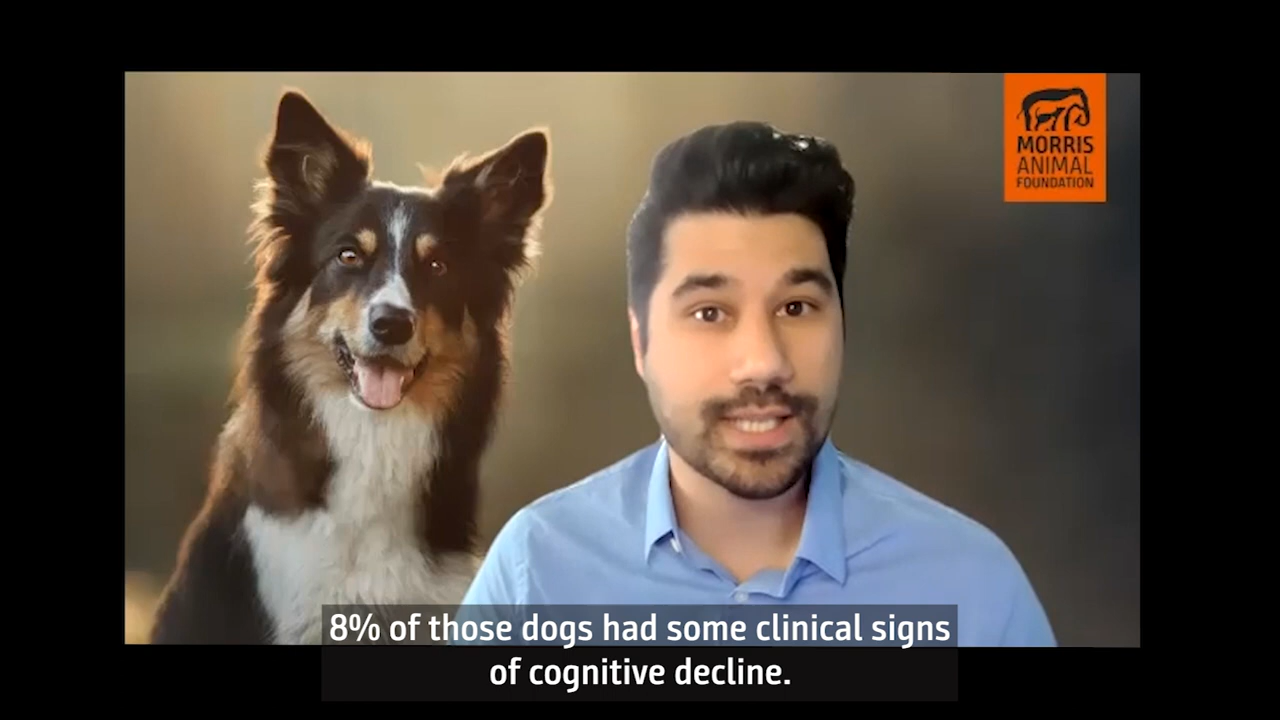 MORRIS
ANIMAL
FOUNDATION
8% of those dogs had some clinical signs
of cognitive decline.